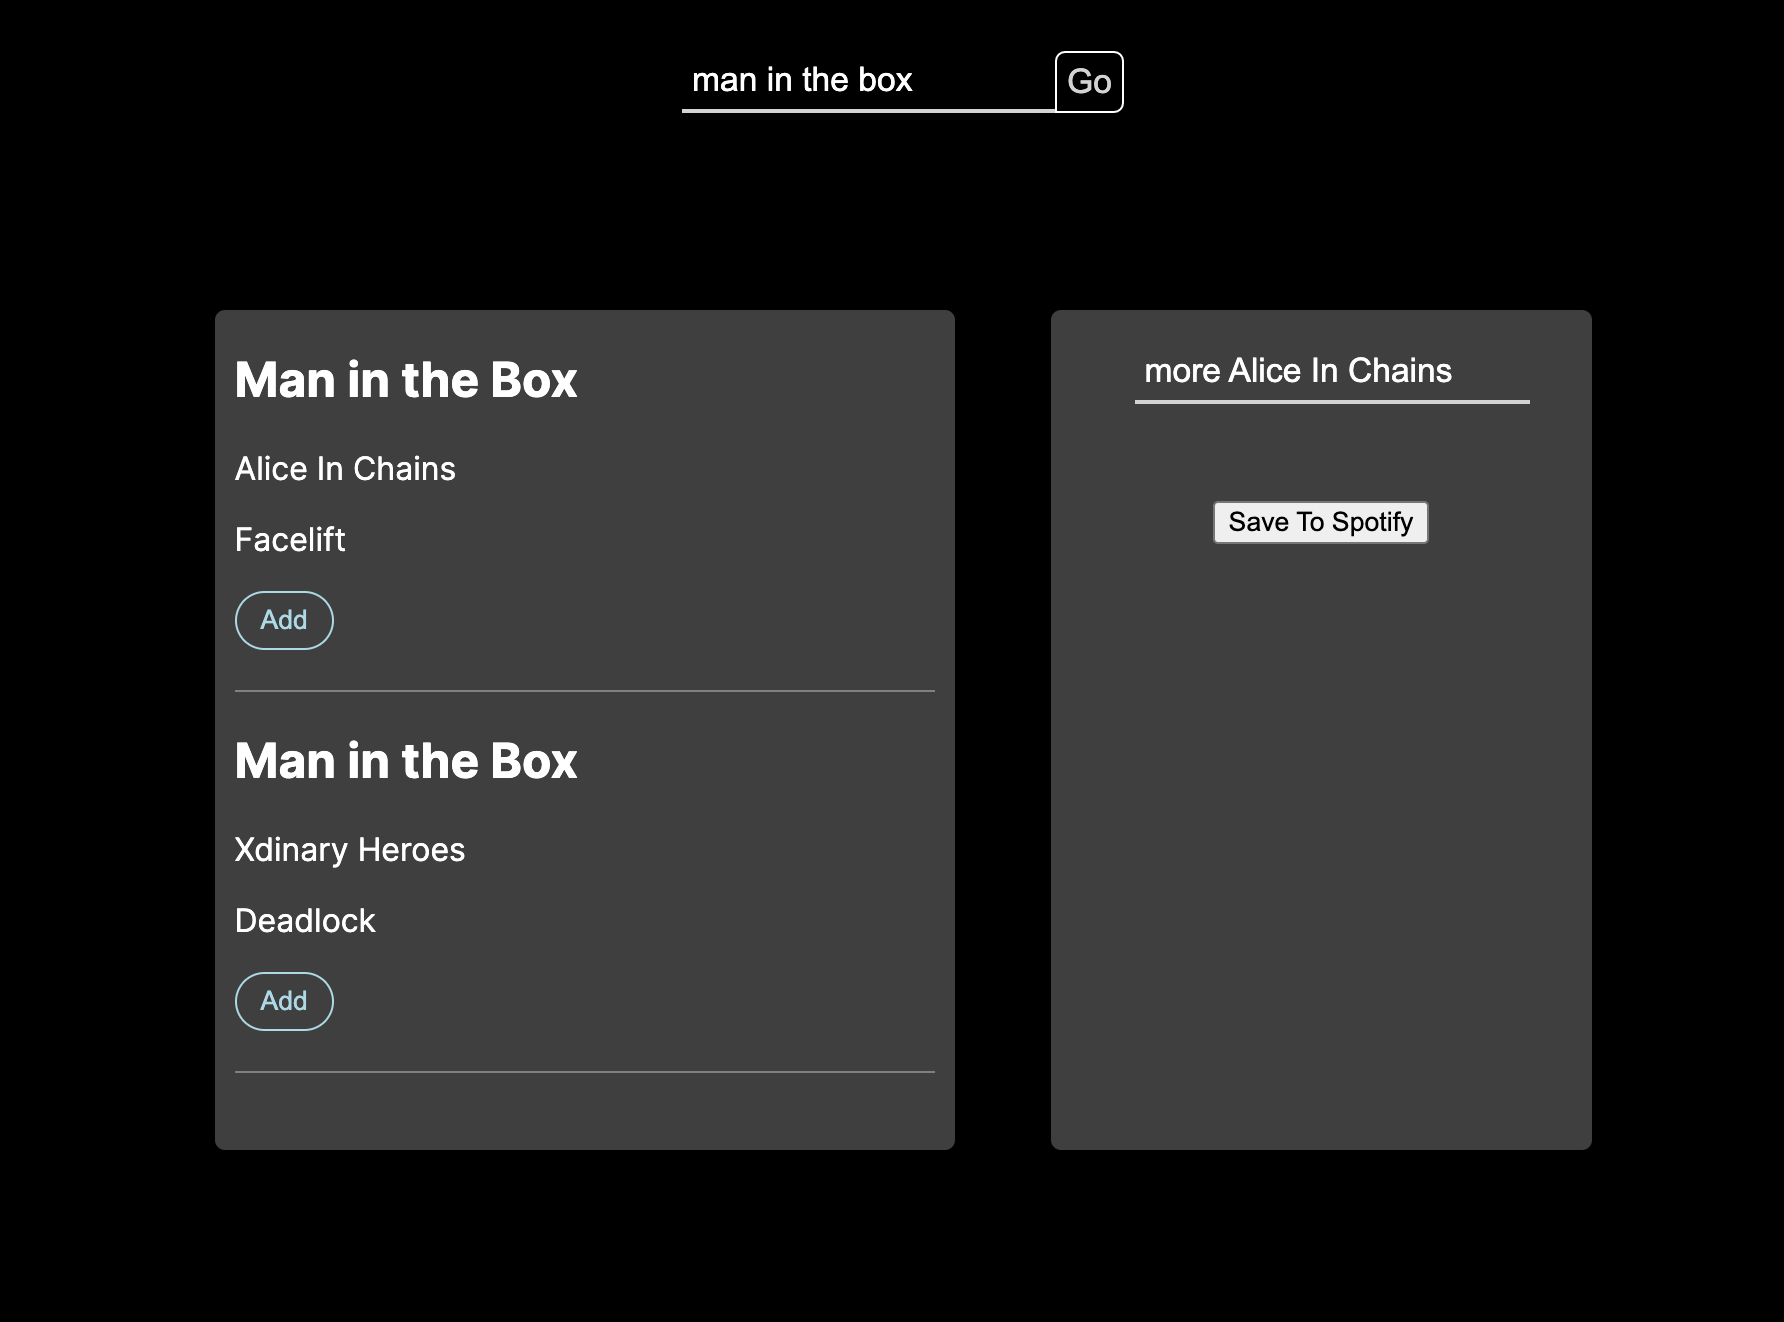 man in the box
Go
Man in the Box
Alice In Chains
Facelift
Add
Man in the Box
Xdinary Heroes
Deadlock
Add
more Alice In Chains
Save To Spotify